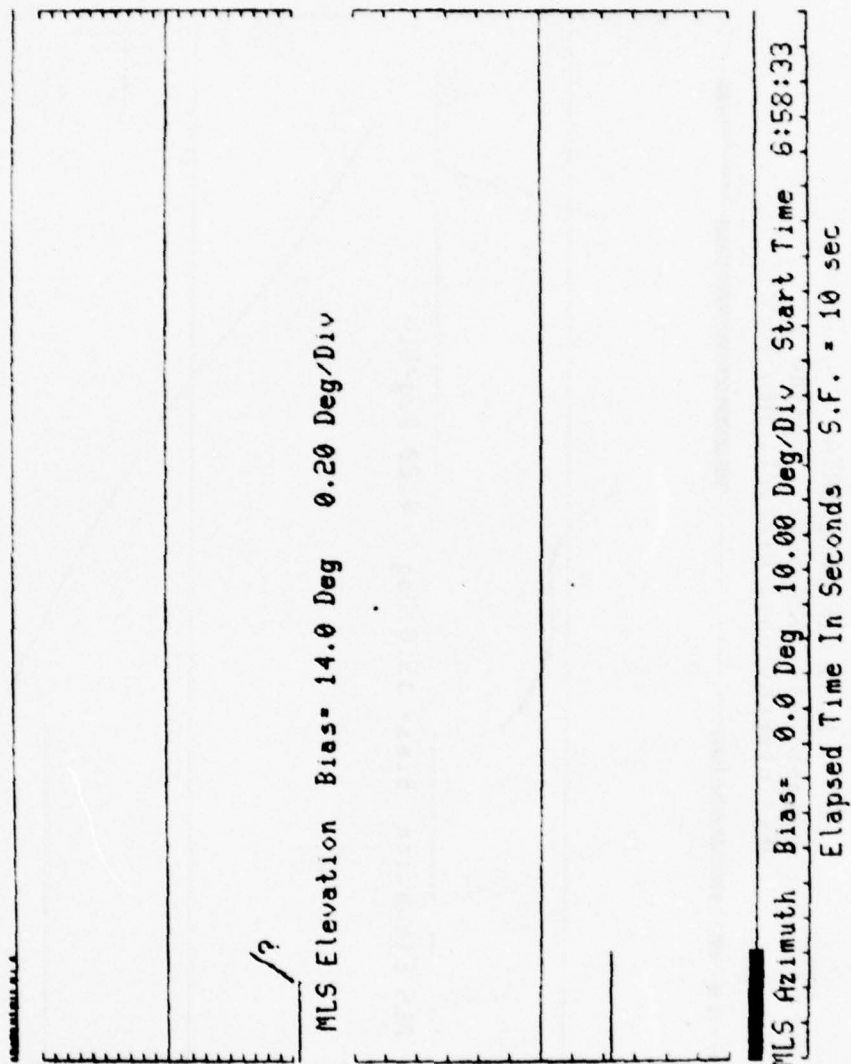 ?
MLS Elevation Bias= 14.0 Deg 0.20 Deg/Div
MLS Azimuth Bias= 0.0 Deg 10.00 Deg/Div Start Time 6:58:33
Elapsed Time In Seconds S.F. = 10 sec